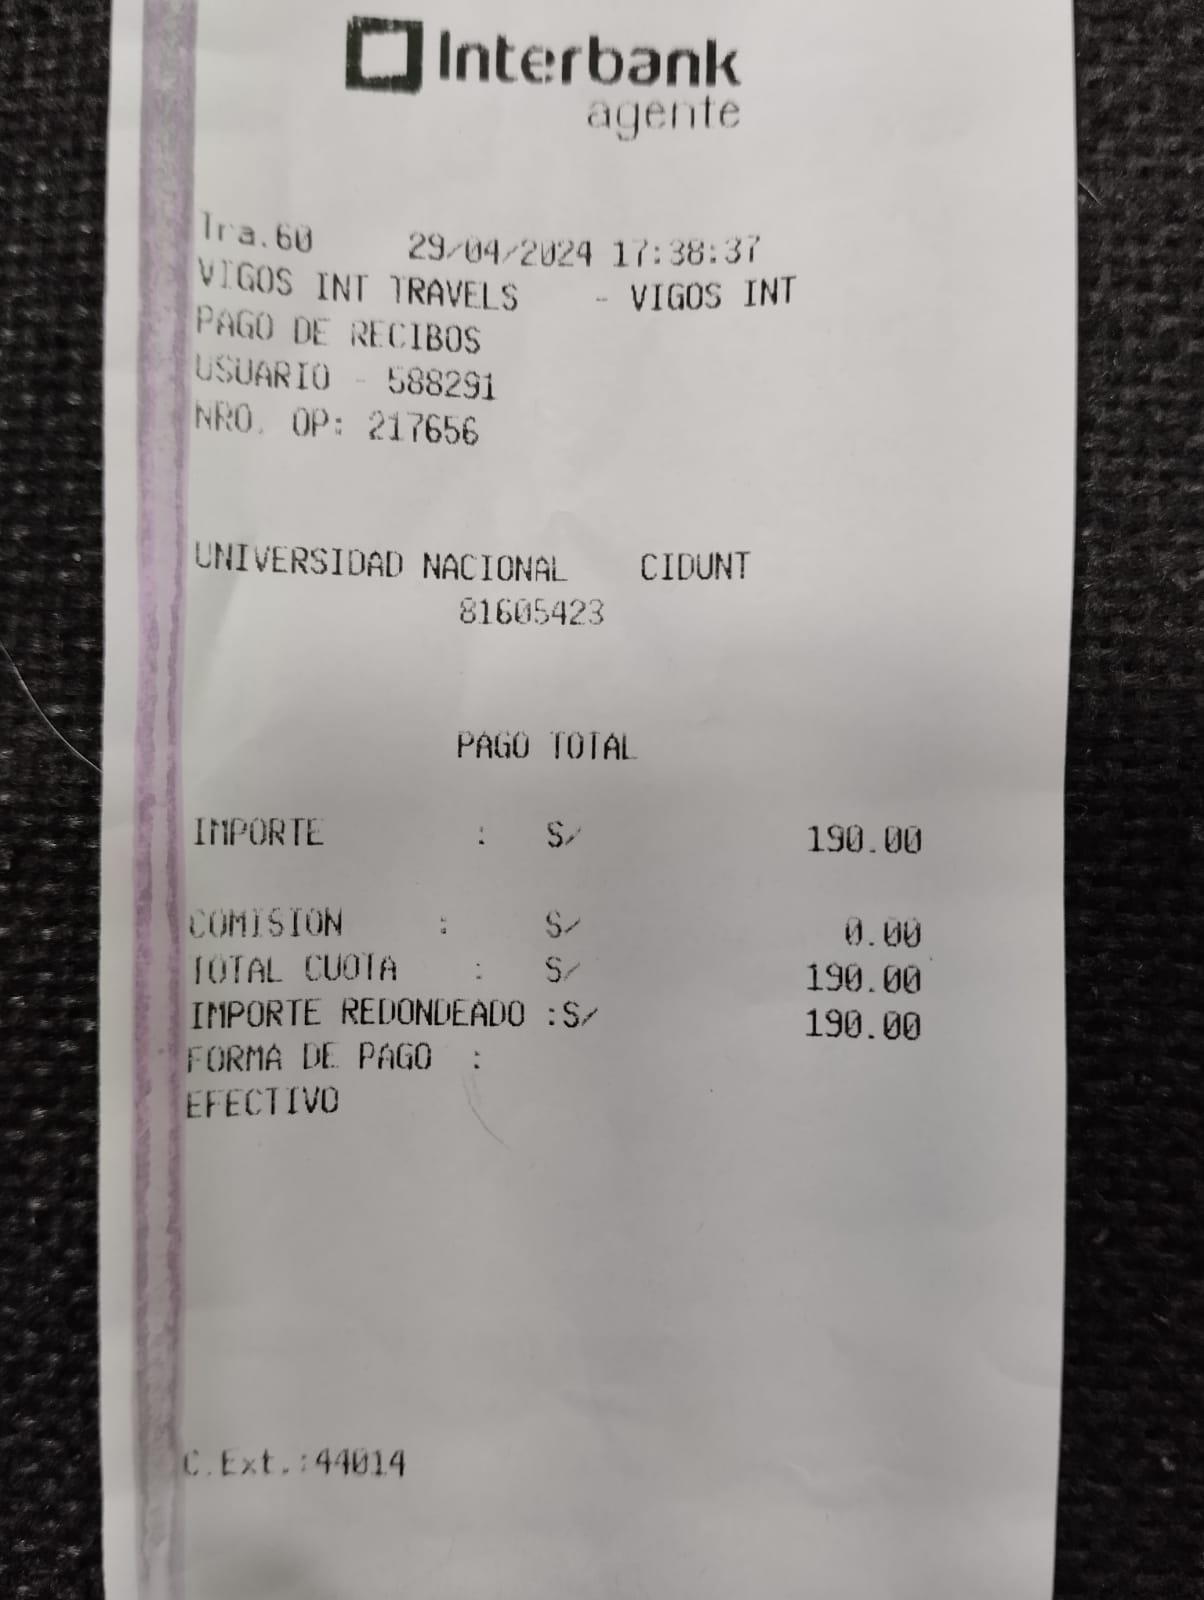 Interbank
agente
Tra.60 29/04/2024 17:38:37
VIGOS INT TRAVELS - VIGOS INT
PAGO DE RECIBOS
USUARIO - 588291
NRO. OP: 217656
UNIVERSIDAD NACIONAL CIDUNT
81605423
PAGO TOTAL
IMPORTE : S/ 190.00
COMISION : S/ 0.00
TOTAL CUOTA : S/ 190.00
IMPORTE REDONDEADO :S/ 190.00
FORMA DE PAGO :
EFECTIVO
C.Ext.:44014